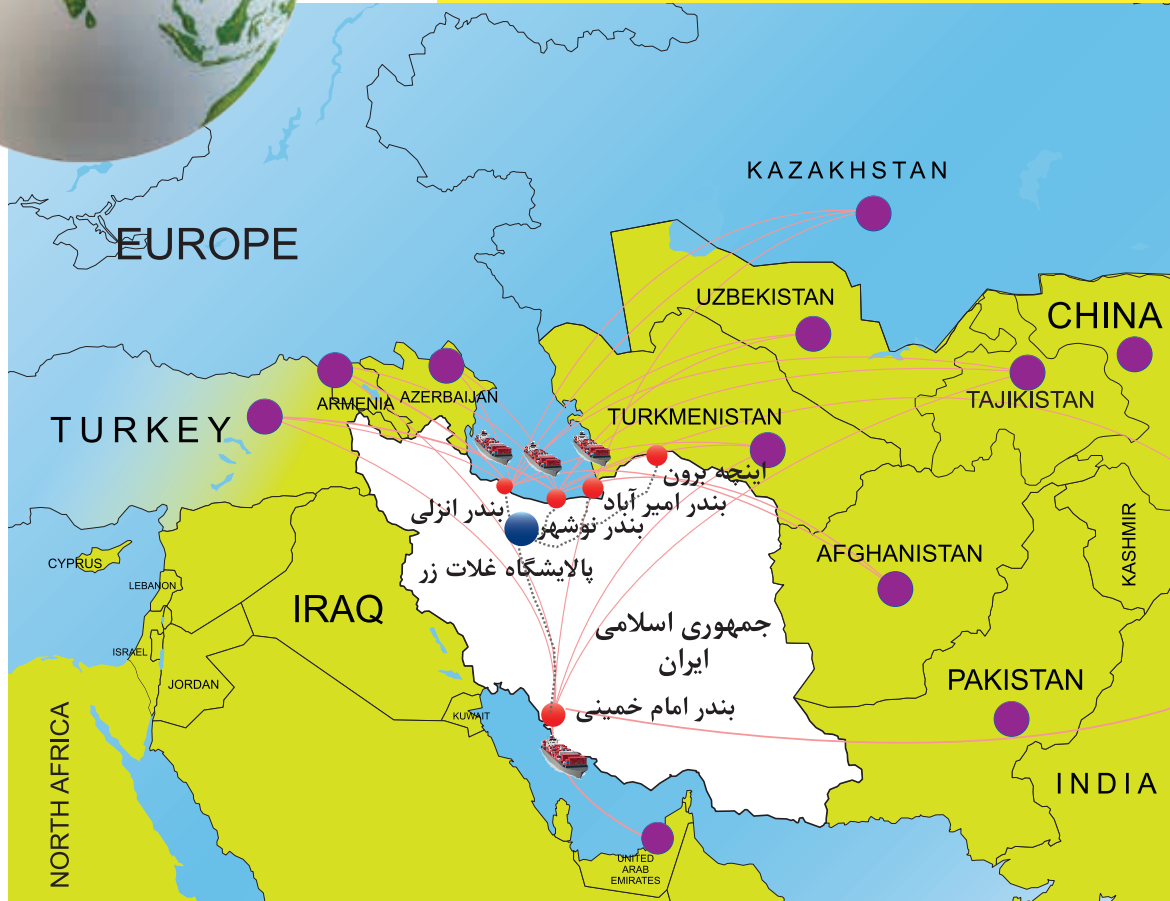 KAZAKHSTAN
EUROPE
UZBEKISTAN
CHINA
ARMENIA
AZERBAIJAN
TAJIKISTAN
TURKEY
TURKMENISTAN
اینچه برون
بندر امیر آباد
بندر انزلی
بندر نوشهر
AFGHANISTAN
KASHMIR
CYPRUS
پالایشگاه غلات زر
LEBANON
IRAQ
جمهوری اسلامی
ایران
ISRAEL
JORDAN
PAKISTAN
KUWAIT
بندر امام خمینی
NORTH AFRICA
INDIA
UNITED
ARAB
EMIRATES